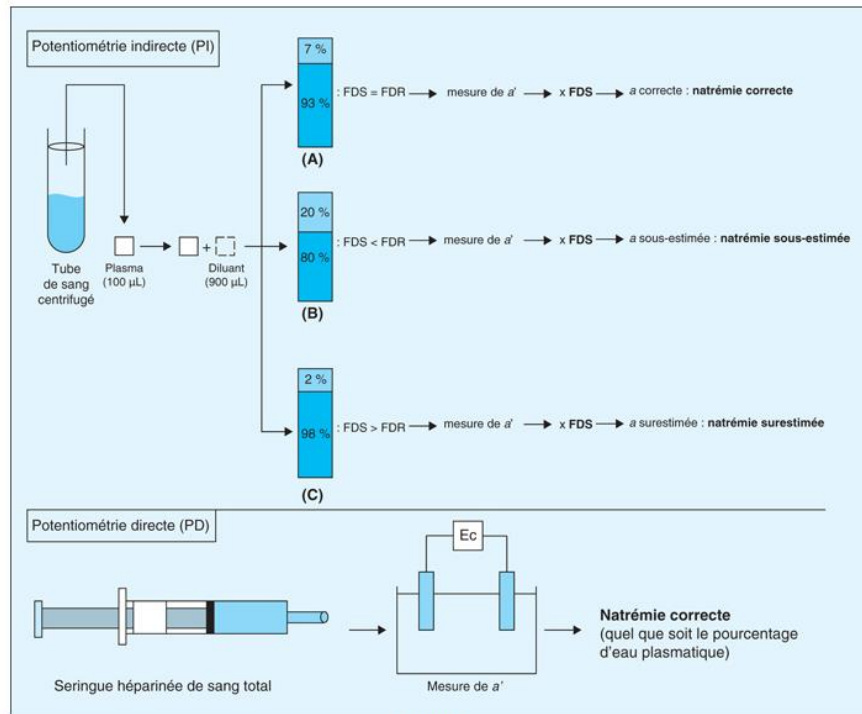 Potentiométrie indirecte (PI)
7 %
93 %
: FDS = FDR
mesure de a'
x FDS
a correcte : natrémie correcte
(A)
20 %
80 %
: FDS < FDR
mesure de a'
x FDS
a sous-estimée : natrémie sous-estimée
(B)
Tube
de sang
centrifugé
Plasma
(100 µL)
+
Diluant
(900 µL)
2 %
98 %
: FDS > FDR
mesure de a'
x FDS
a surestimée : natrémie surestimée
(C)
Potentiométrie directe (PD)
Ec
Seringue héparinée de sang total
Mesure de a'
Natrémie correcte
(quel que soit le pourcentage
d'eau plasmatique)